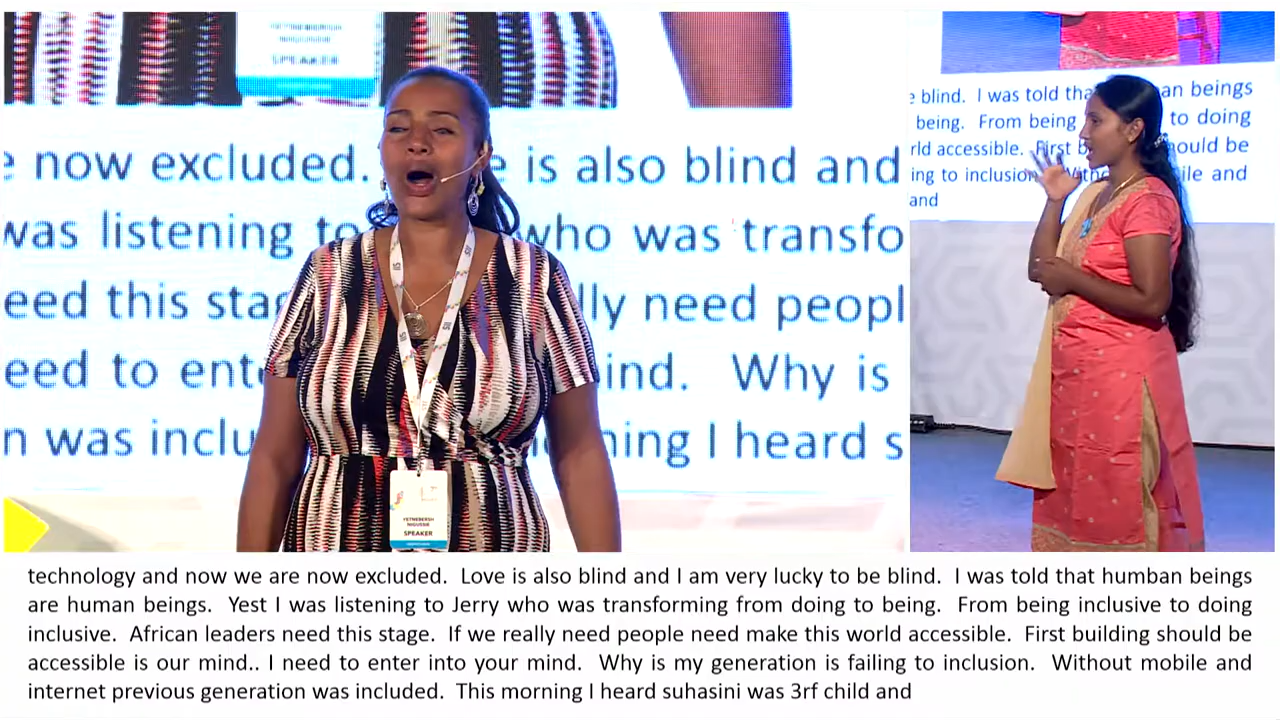 SPEAKER
e now excluded. e is also blind and
was listening to who was transfo
eed this sta lly need peopl
eed to ente ind. Why is
n was inclu ning I heard s
YETNEBERSH
NIGUSSIE
SPEAKER
e blind. I was told tha an beings
being. From being to doing
rld accessible. First b hould be
ing to inclusion Witho ile and
and
technology and now we are now excluded. Love is also blind and I am very lucky to be blind. I was told that humban beings
are human beings. Yest I was listening to Jerry who was transforming from doing to being. From being inclusive to doing
inclusive. African leaders need this stage. If we really need people need make this world accessible. First building should be
accessible is our mind.. I need to enter into your mind. Why is my generation is failing to inclusion. Without mobile and
internet previous generation was included. This morning I heard suhasini was 3rf child and